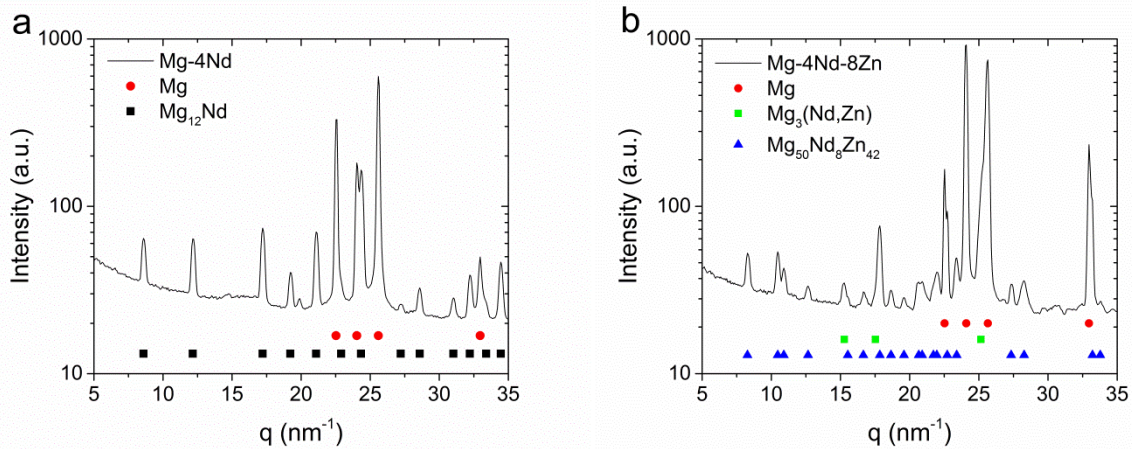 a
1000
100
10
Intensity (a.u.)
Mg-4Nd
Mg
Mg₁₂Nd
5 10 15 20 25 30 35
q (nm⁻¹)
b
1000
100
10
Intensity (a.u.)
Mg-4Nd-8Zn
Mg
Mg₃(Nd,Zn)
Mg₅₀Nd₈Zn₄₂
5 10 15 20 25 30 35
q (nm⁻¹)